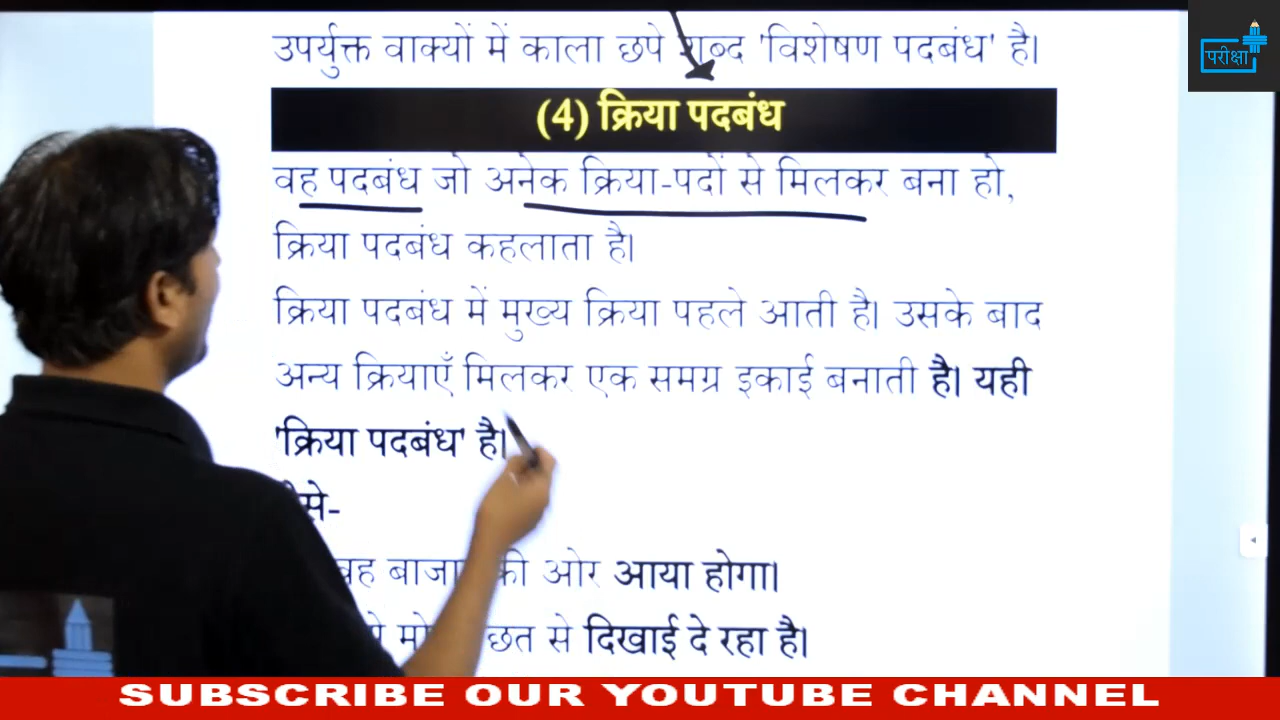 उपर्युक्त वाक्यों में काला छपे शब्द 'विशेषण पदबंध' है।
परीक्षा
(4) क्रिया पदबंध
वह पदबंध जो अनेक क्रिया-पदों से मिलकर बना हो,
क्रिया पदबंध कहलाता है।
क्रिया पदबंध में मुख्य क्रिया पहले आती है। उसके बाद
अन्य क्रियाएँ मिलकर एक समग्र इकाई बनाती है। यही
'क्रिया पदबंध' है।
वह की ओर आया होगा।
छत से दिखाई दे रहा है।
SUBSCRIBE OUR YOUTUBE CHANNEL